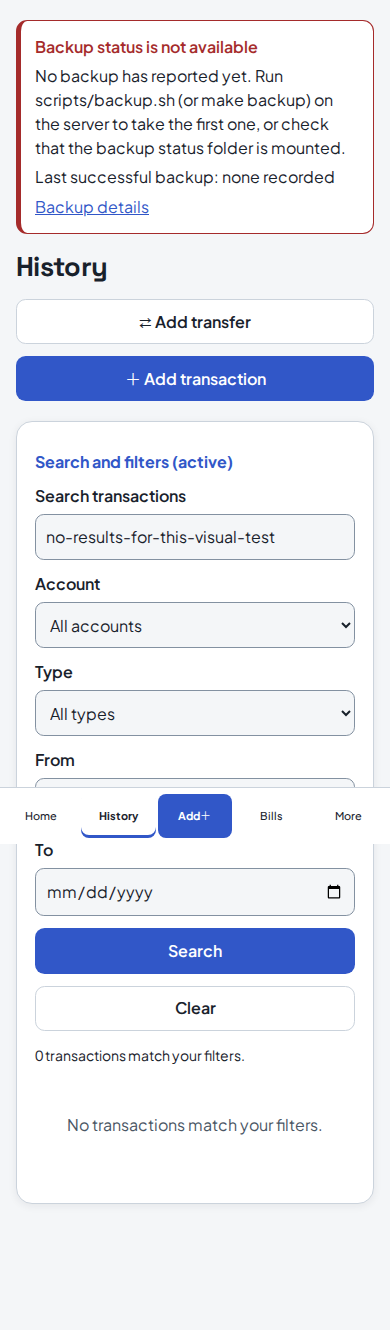 Backup status is not available
No backup has reported yet. Run
scripts/backup.sh (or make backup) on
the server to take the first one, or check
that the backup status folder is mounted.
Last successful backup: none recorded
Backup details
History
⇄ Add transfer
+ Add transaction
Search and filters (active)
Search transactions
no-results-for-this-visual-test
Account
All accounts
Type
All types
From
Home History Add+ Bills More
To
mm/dd/yyyy
Search
Clear
0 transactions match your filters.
No transactions match your filters.